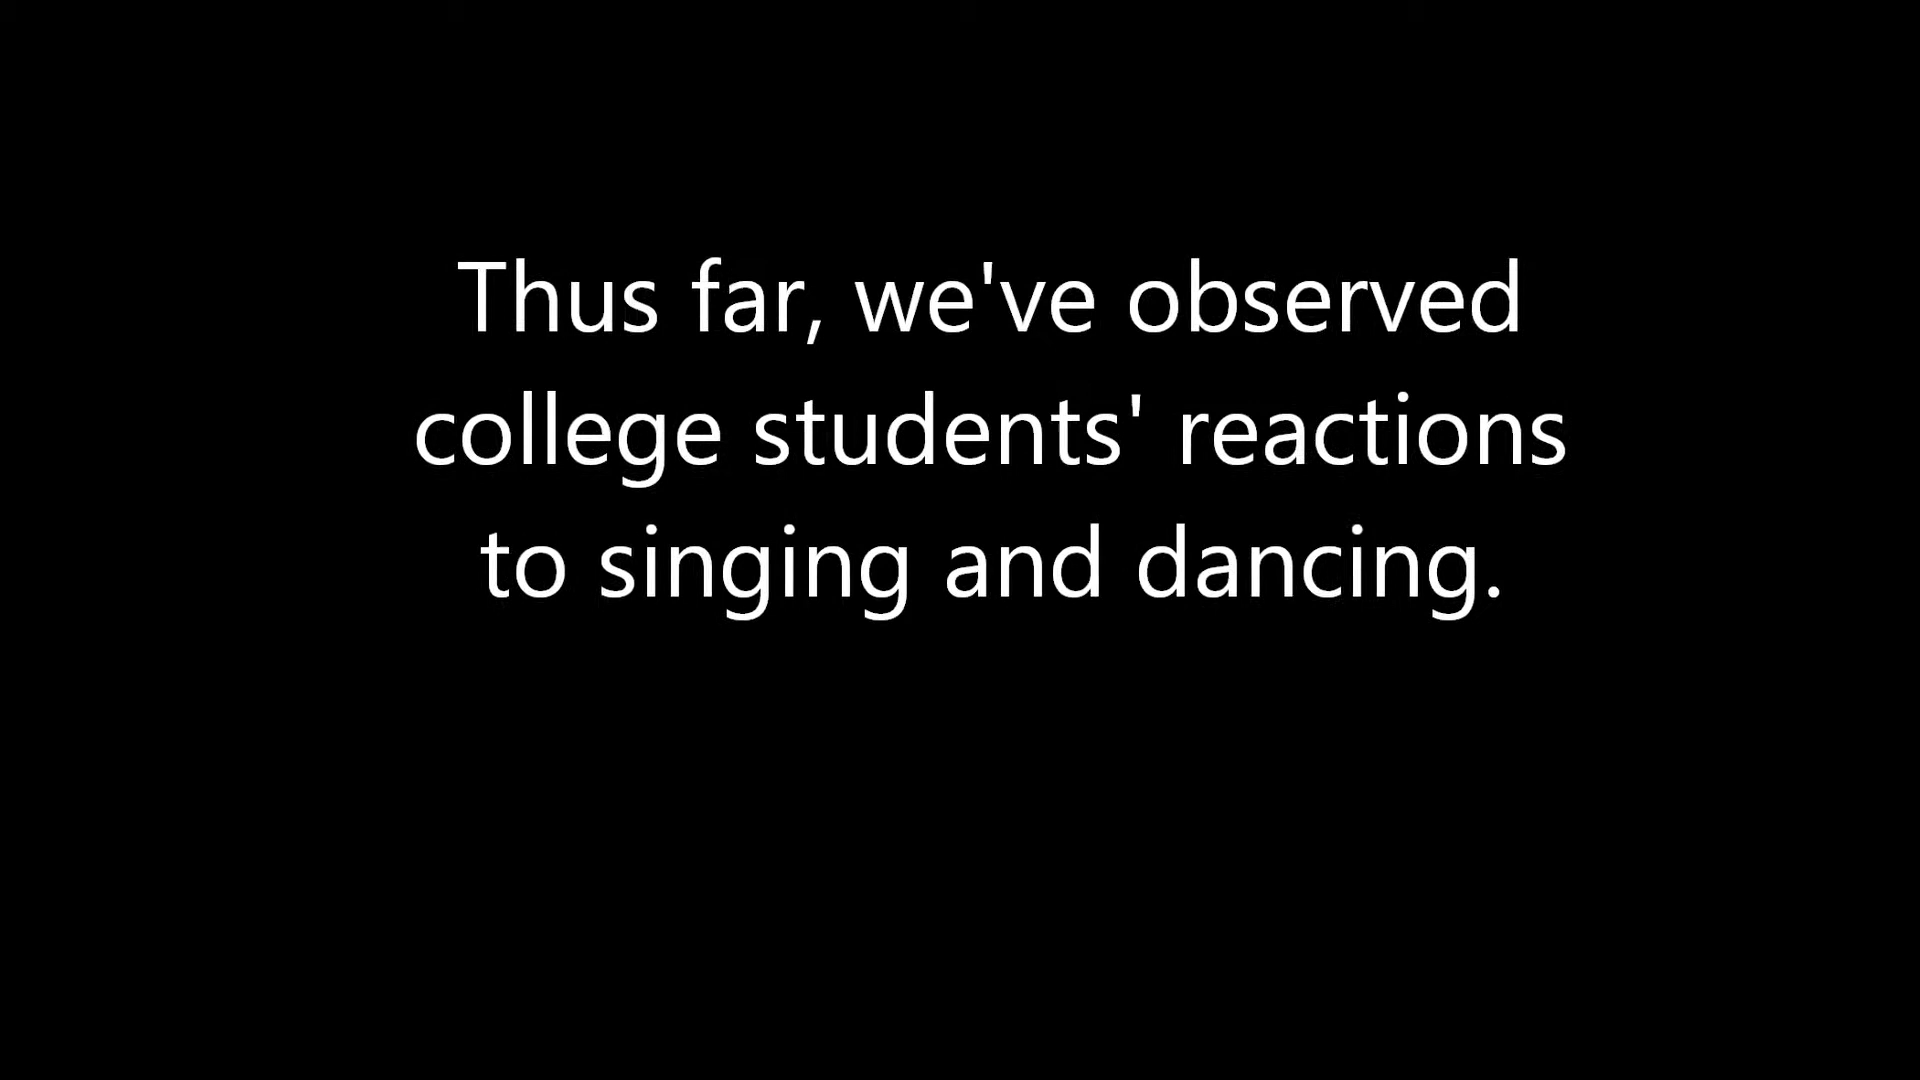 Thus far, we've observed
college students' reactions
to singing and dancing.